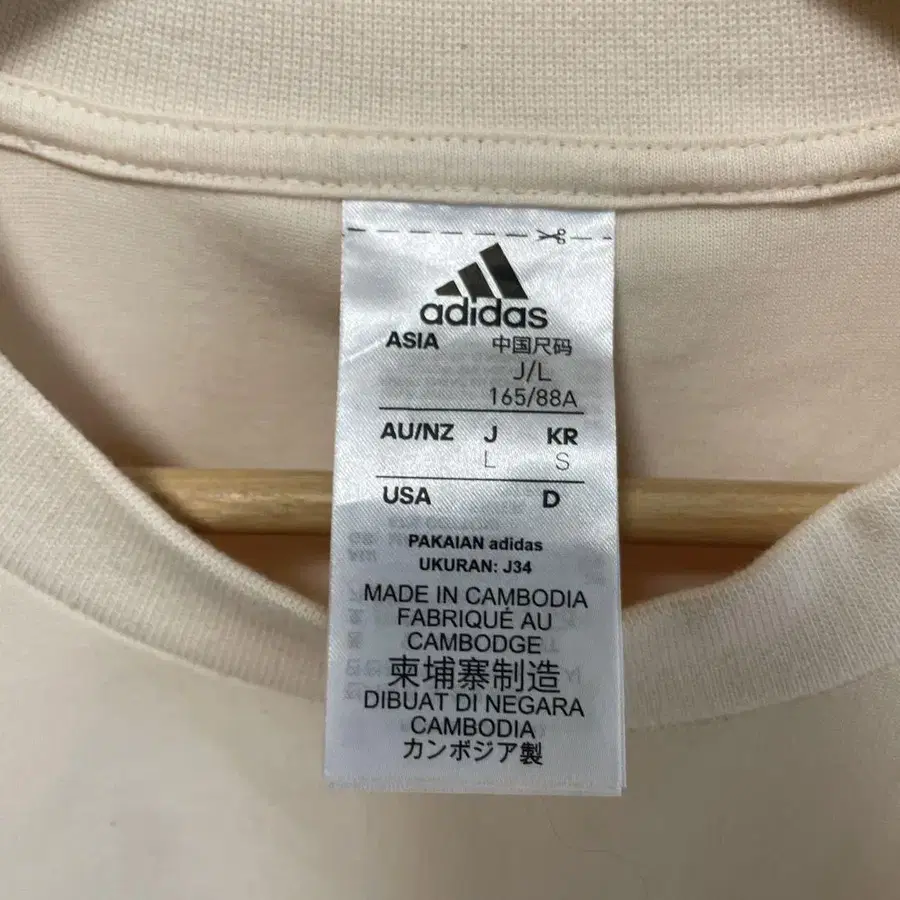 adidas
ASIA 中国尺码
J/L
165/88A
AU/NZ J KR
L S
USA D
PAKAIAN adidas
UKURAN: J34
MADE IN CAMBODIA
FABRIQUÉ AU
CAMBODGE
柬埔寨制造
DIBUAT DI NEGARA
CAMBODIA
カンボジア製